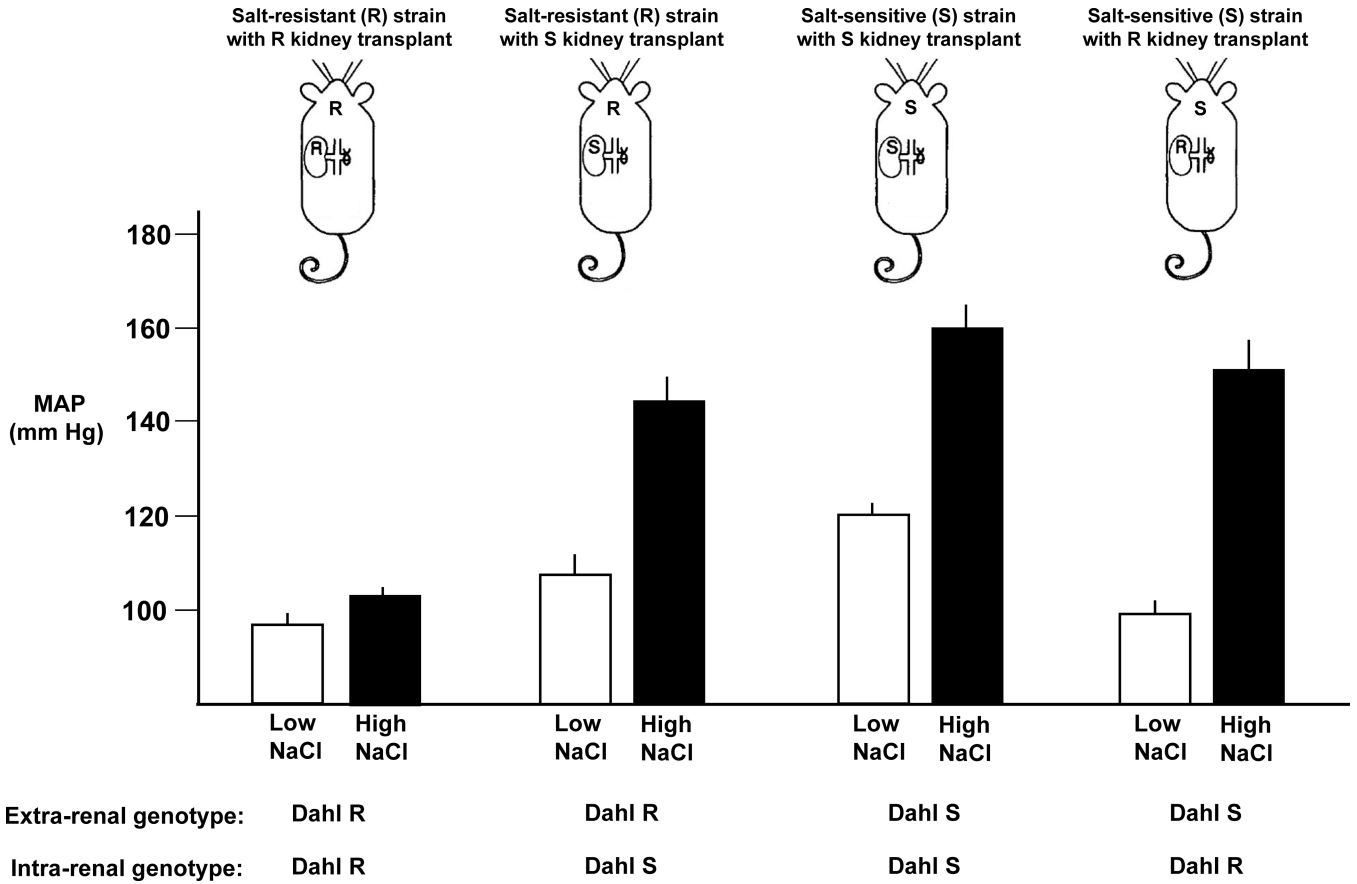 Salt-resistant (R) strain
with R kidney transplant
Salt-resistant (R) strain
with S kidney transplant
Salt-sensitive (S) strain
with S kidney transplant
Salt-sensitive (S) strain
with R kidney transplant
R
R
R
S
S
S
S
R
MAP
(mm Hg)
180
160
140
120
100
Low
NaCl
High
NaCl
Low
NaCl
High
NaCl
Low
NaCl
High
NaCl
Low
NaCl
High
NaCl
Extra-renal genotype: Dahl R Dahl R Dahl S Dahl S
Intra-renal genotype: Dahl R Dahl S Dahl S Dahl R